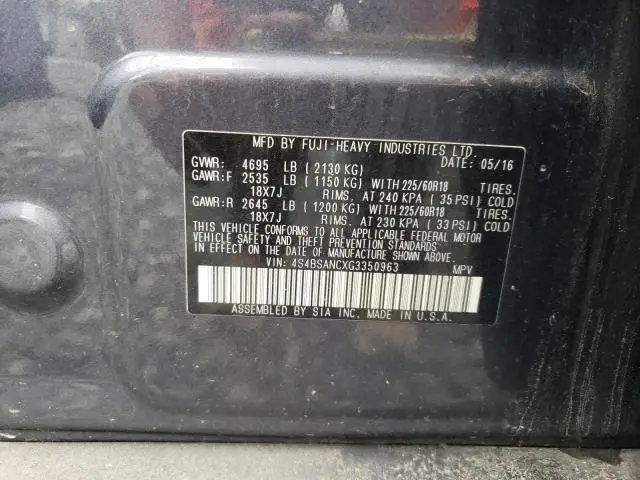 MFD BY FUJI-HEAVY INDUSTRIES LTD.
GVWR: 4695 LB ( 2130 KG) DATE: 05/16
GAWR:F 2535 LB ( 1150 KG) WITH 225/60R18 TIRES.
18X7J RIMS. AT 240 KPA ( 35 PSI) COLD
GAWR:R 2645 LB ( 1200 KG) WITH 225/60R18 TIRES.
18X7J RIMS. AT 230 KPA ( 33 PSI) COLD
THIS VEHICLE CONFORMS TO ALL APPLICABLE FEDERAL MOTOR
VEHICLE SAFETY AND THEFT PREVENTION STANDARDS
IN EFFECT ON THE DATE OF MANUFACTURE SHOWN ABOVE.
VIN: 4S4BSANCXG3350963 MPV
ASSEMBLED BY SIA INC. MADE IN U.S.A.